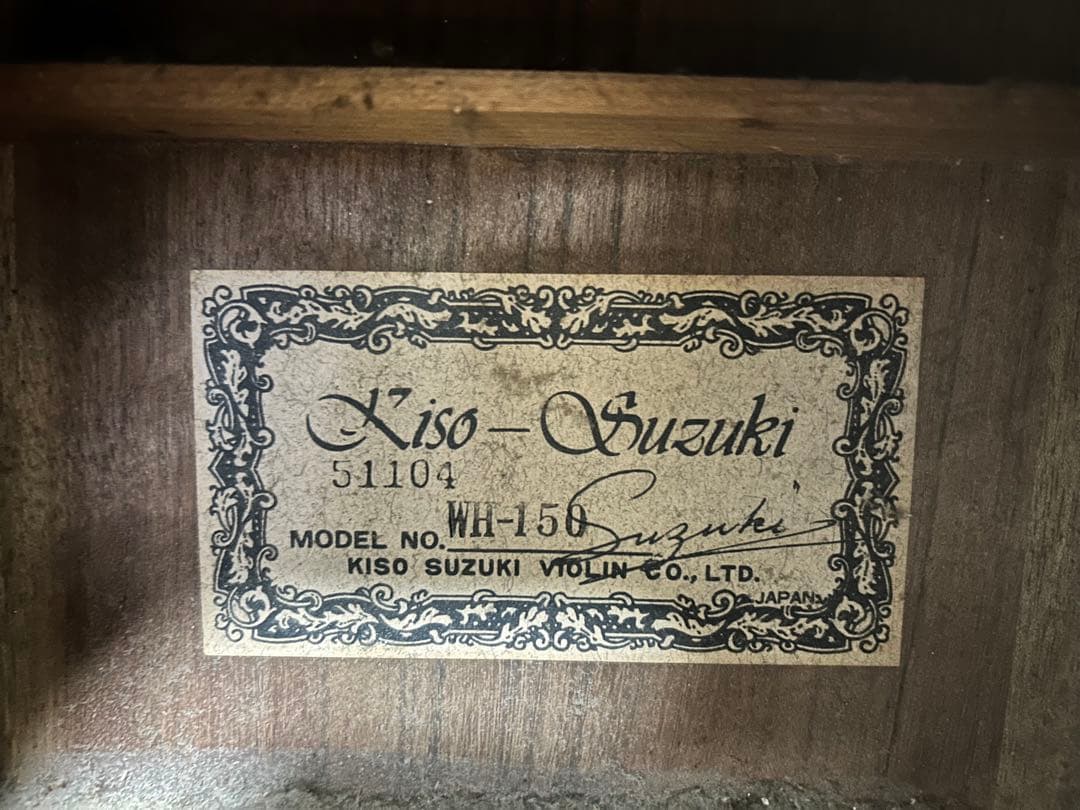 Kiso-Suzuki
51104
MODEL NO. WH-150
Suzuki
KISO SUZUKI VIOLIN CO., LTD.
JAPAN